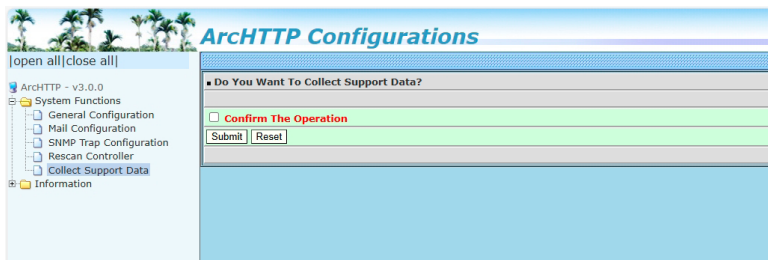 ArcHTTP Configurations
|open all|close all|
ArcHTTP - v3.0.0
System Functions
General Configuration
Mail Configuration
SNMP Trap Configuration
Rescan Controller
Collect Support Data
Information
Do You Want To Collect Support Data?
Confirm The Operation
Submit Reset